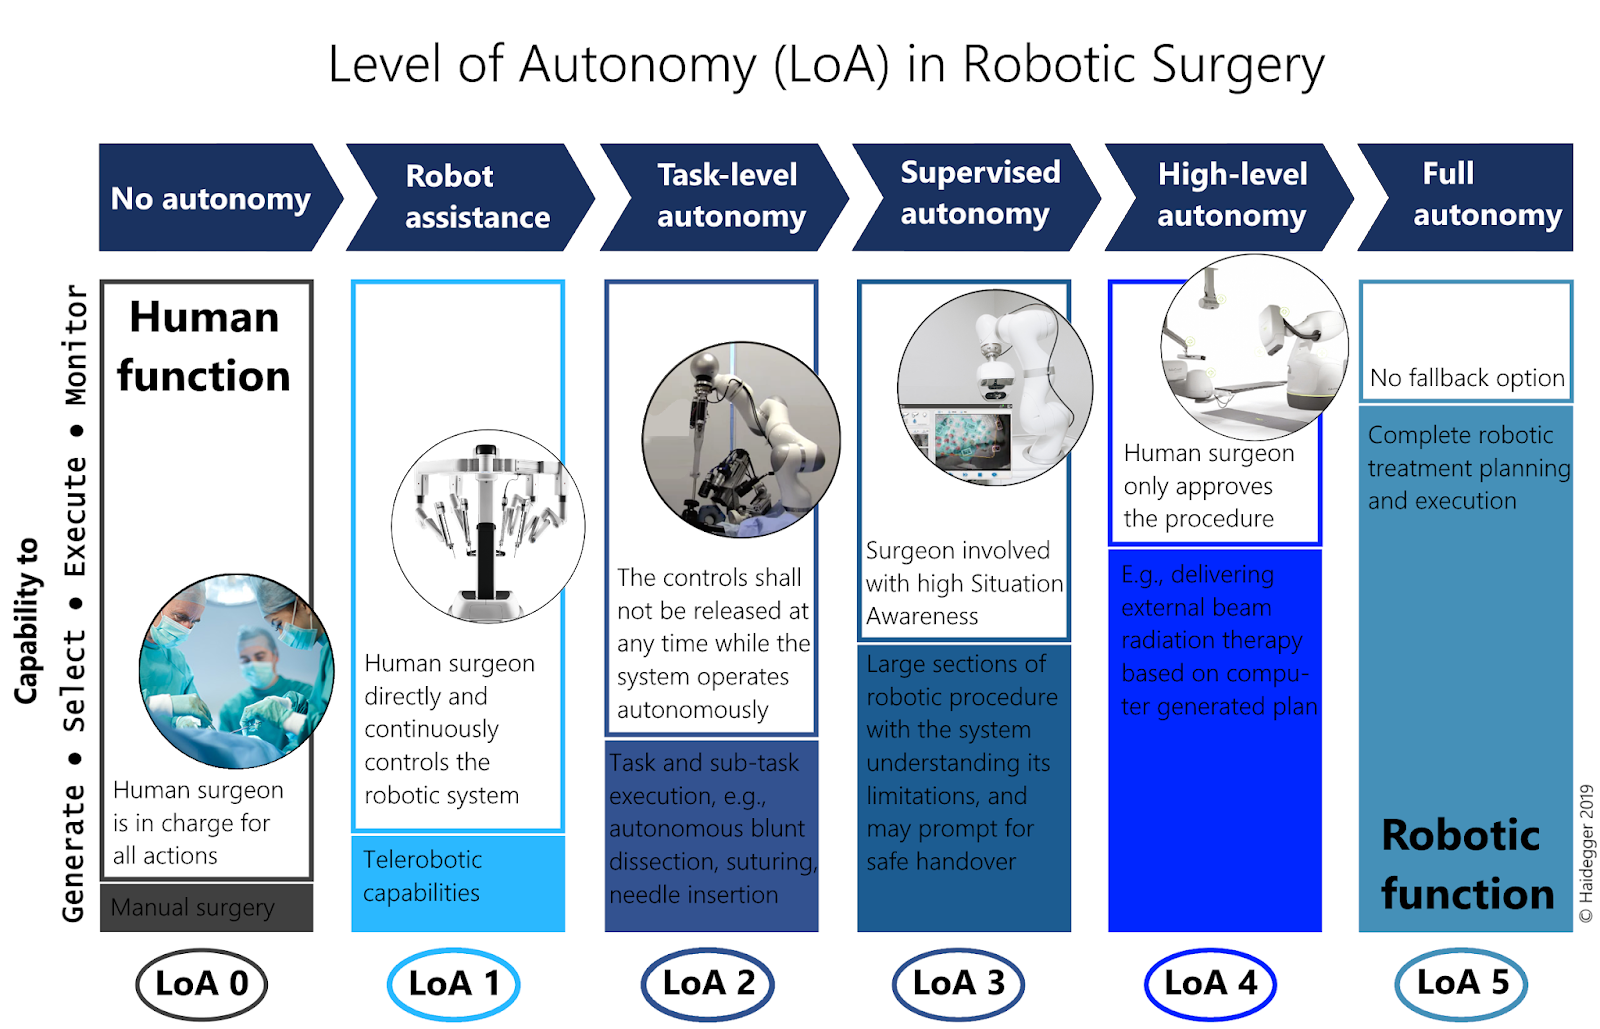 Level of Autonomy (LoA) in Robotic Surgery
No autonomy
Robot
assistance
Task-level
autonomy
Supervised
autonomy
High-level
autonomy
Full
autonomy
Capability to
Generate ● Select ● Execute ● Monitor
Human
function
Human surgeon
is in charge for
all actions
Manual surgery
Human surgeon
directly and
continuously
controls the
robotic system
Telerobotic
capabilities
The controls shall
not be released at
any time while the
system operates
autonomously
Task and sub-task
execution, e.g.,
autonomous blunt
dissection, suturing,
needle insertion
Surgeon involved
with high Situation
Awareness
Large sections of
robotic procedure
with the system
understanding its
limitations, and
may prompt for
safe handover
Human surgeon
only approves
the procedure
E.g., delivering
external beam
radiation therapy
based on compu-
ter generated plan
No fallback option
Complete robotic
treatment planning
and execution
Robotic
function
© Haidegger 2019
LoA 0
LoA 1
LoA 2
LoA 3
LoA 4
LoA 5